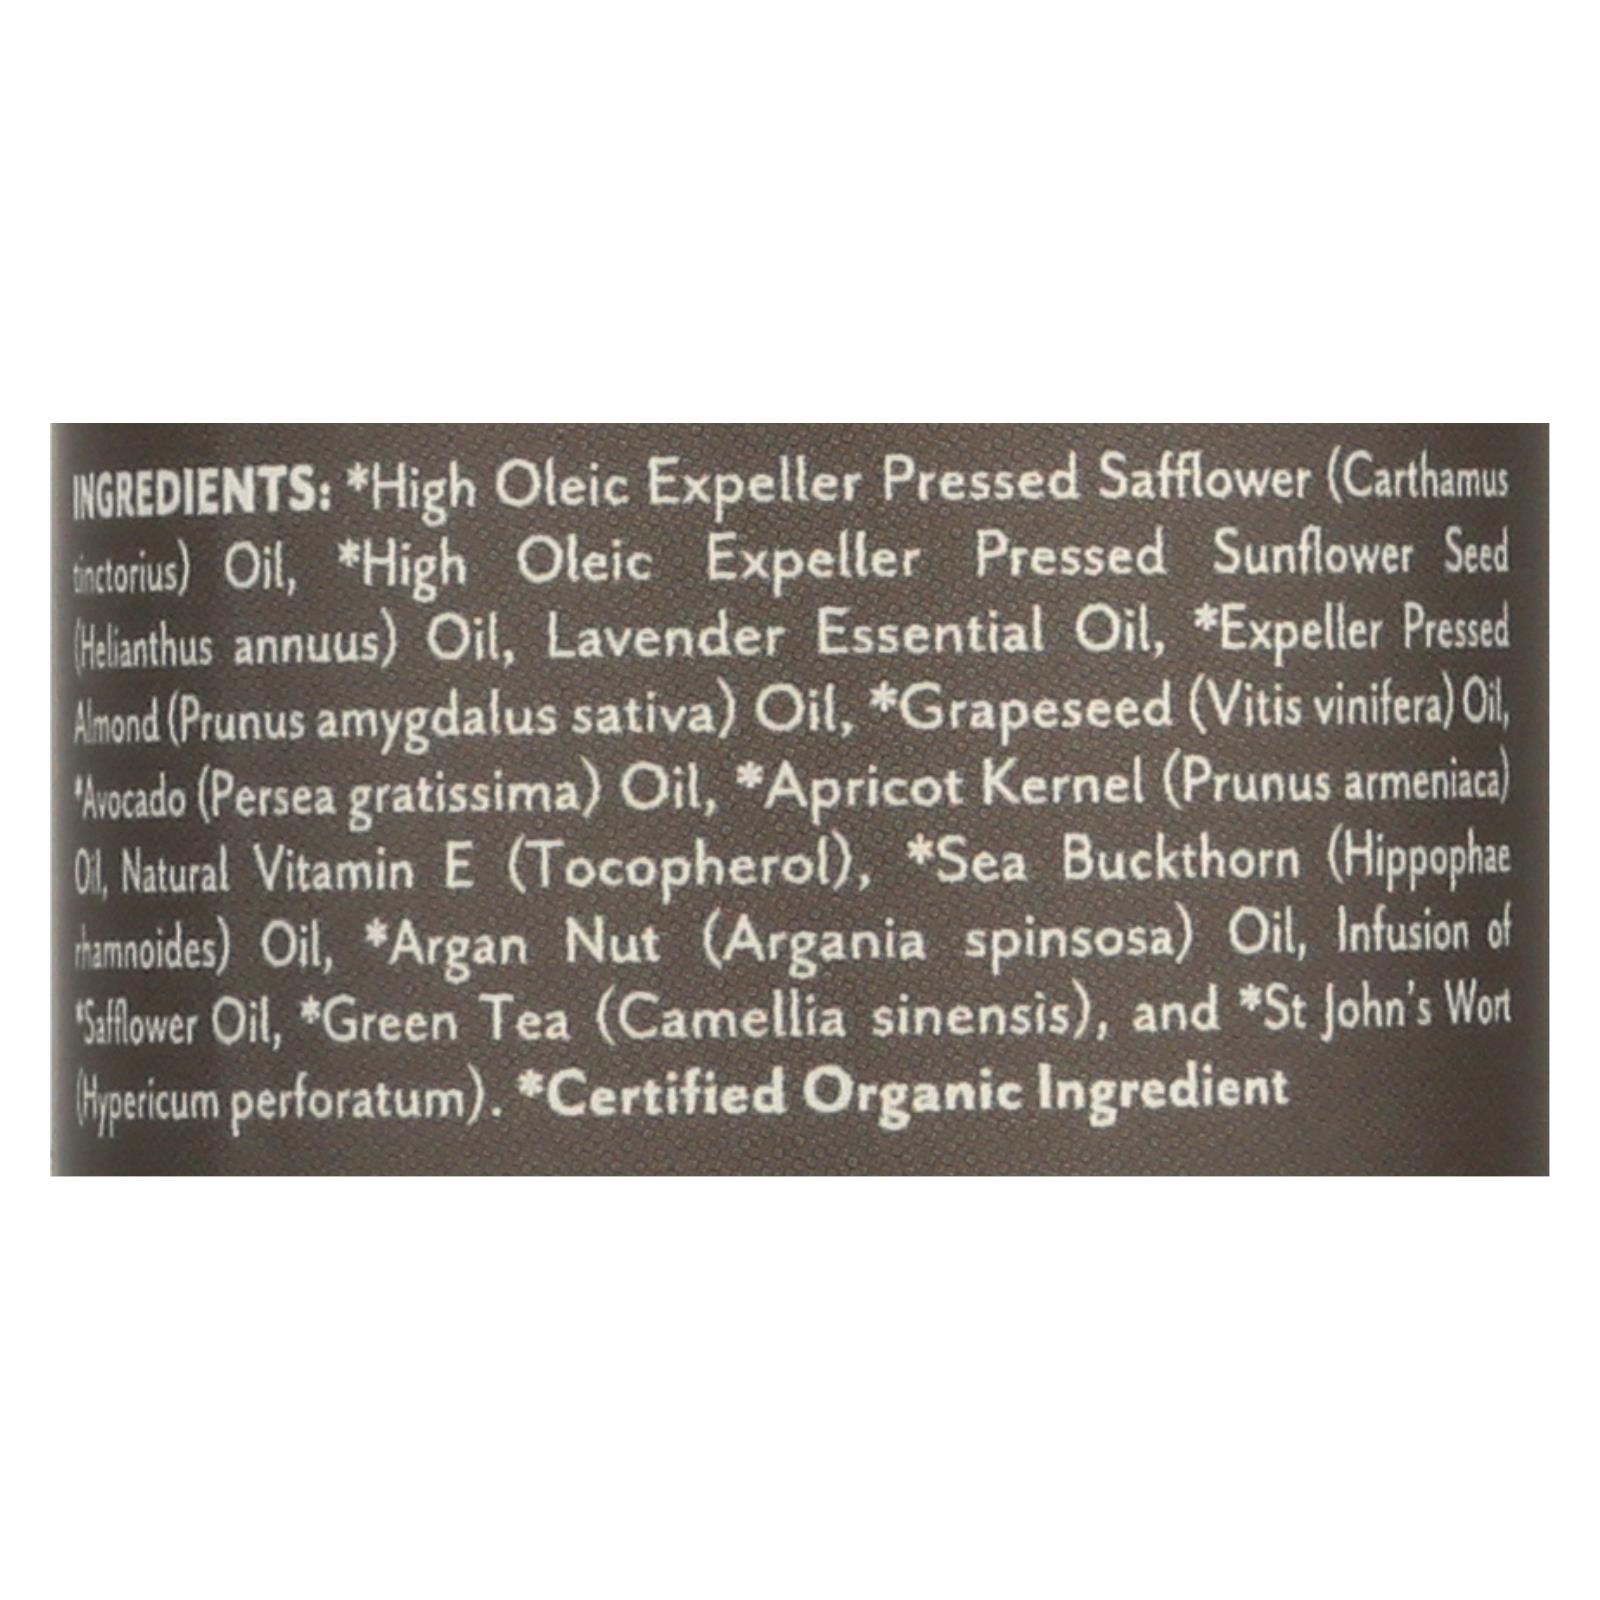 INGREDIENTS: *High Oleic Expeller Pressed Safflower (Carthamus
tinctorius) Oil, *High Oleic Expeller Pressed Sunflower Seed
(Helianthus annuus) Oil, Lavender Essential Oil, *Expeller Pressed
Almond (Prunus amygdalus sativa) Oil, *Grapeseed (Vitis vinifera) Oil,
*Avocado (Persea gratissima) Oil, *Apricot Kernel (Prunus armeniaca)
Oil, Natural Vitamin E (Tocopherol), *Sea Buckthorn (Hippophae
rhamnoides) Oil, *Argan Nut (Argania spinsosa) Oil, Infusion of
*Safflower Oil, *Green Tea (Camellia sinensis), and *St John's Wort
(Hypericum perforatum). *Certified Organic Ingredient